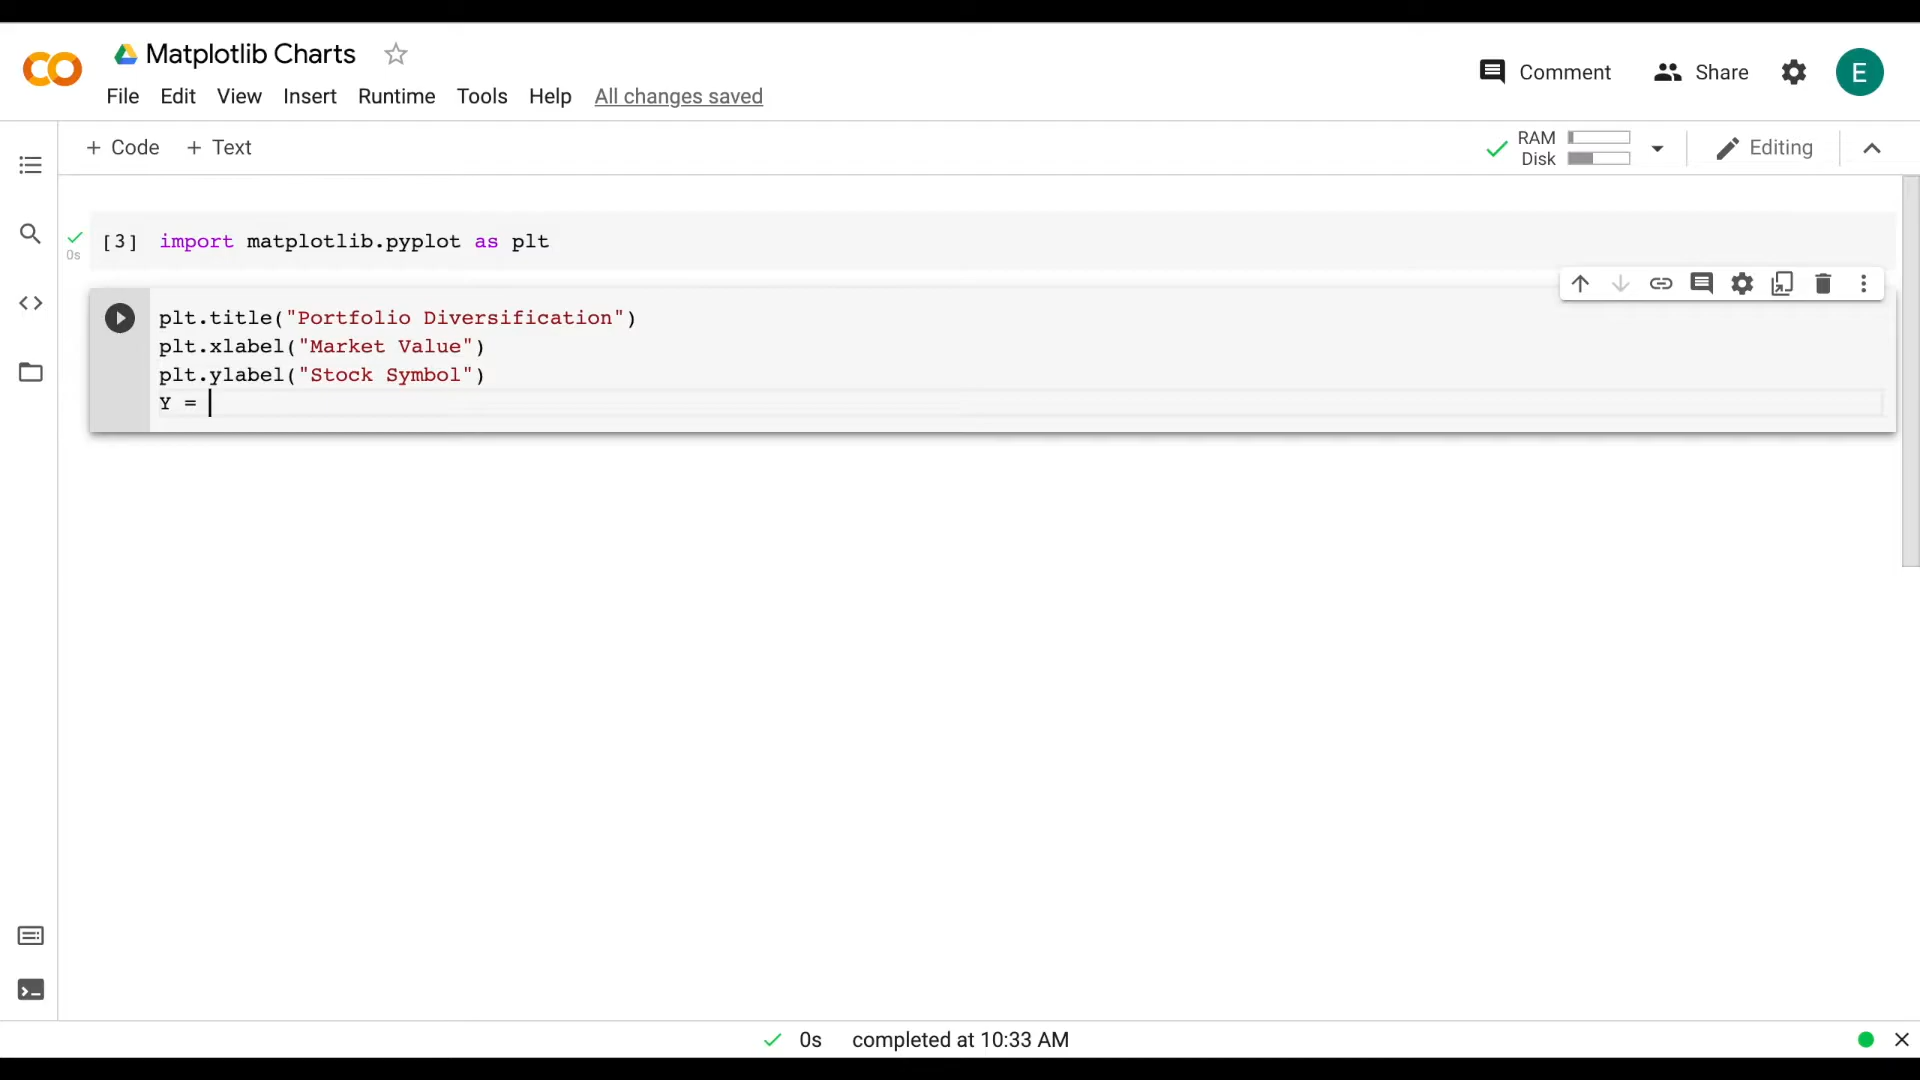 Matplotlib Charts
File Edit View Insert Runtime Tools Help All changes saved
Comment Share E
+ Code + Text
RAM
Disk
Editing
[3] import matplotlib.pyplot as plt
0s
plt.title("Portfolio Diversification")
plt.xlabel("Market Value")
plt.ylabel("Stock Symbol")
Y =
0s completed at 10:33 AM